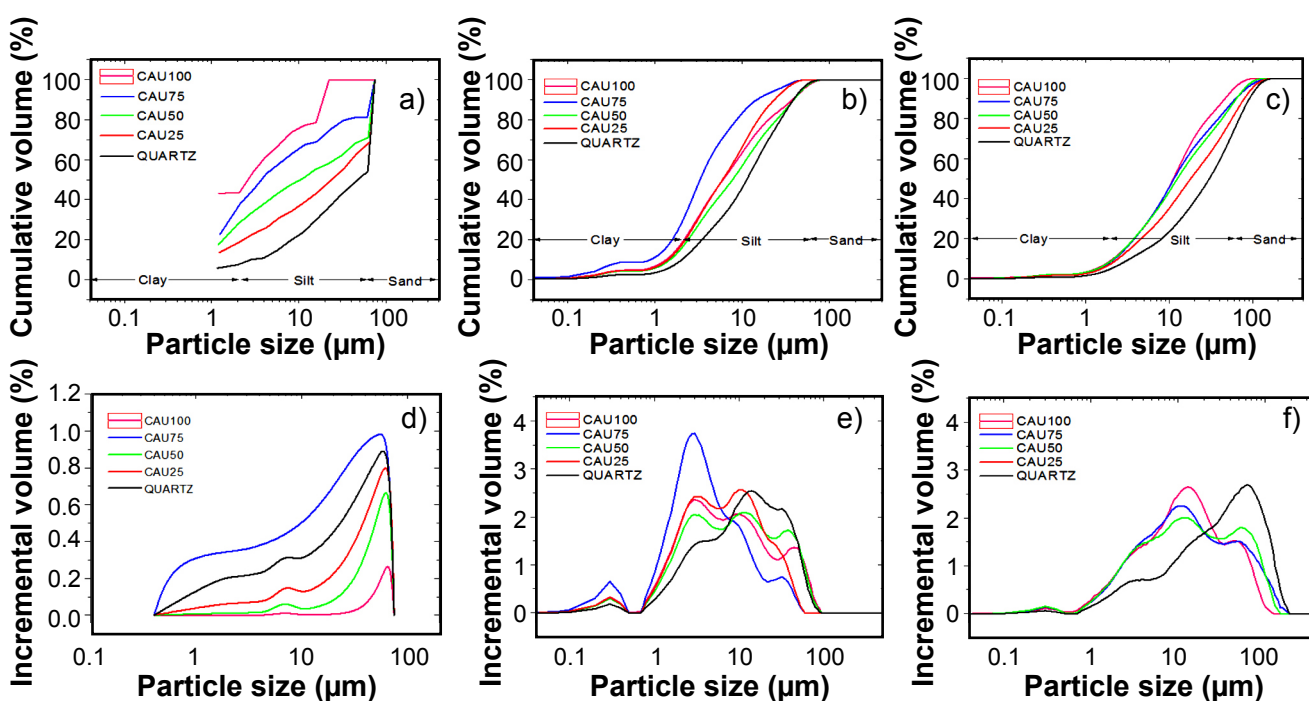 Cumulative volume (%)
100
80
60
40
20
0
CAU100
CAU75
CAU50
CAU25
QUARTZ
a)
Clay Silt Sand
0.1 1 10 100
Particle size (µm)
Cumulative volume (%)
100
80
60
40
20
0
CAU100
CAU75
CAU50
CAU25
QUARTZ
b)
Clay Silt Sand
0.1 1 10 100
Particle size (µm)
Cumulative volume (%)
100
80
60
40
20
0
CAU100
CAU75
CAU50
CAU25
QUARTZ
c)
Clay Silt Sand
0.1 1 10 100
Particle size (µm)
Incremental volume (%)
1.2
1.0
0.8
0.6
0.4
0.2
0.0
CAU100
CAU75
CAU50
CAU25
QUARTZ
d)
0.1 1 10 100
Particle size (µm)
Incremental volume (%)
4
3
2
1
0
CAU100
CAU75
CAU50
CAU25
QUARTZ
e)
0.1 1 10 100
Particle size (µm)
Incremental volume (%)
4
3
2
1
0
CAU100
CAU75
CAU50
CAU25
QUARTZ
f)
0.1 1 10 100
Particle size (µm)